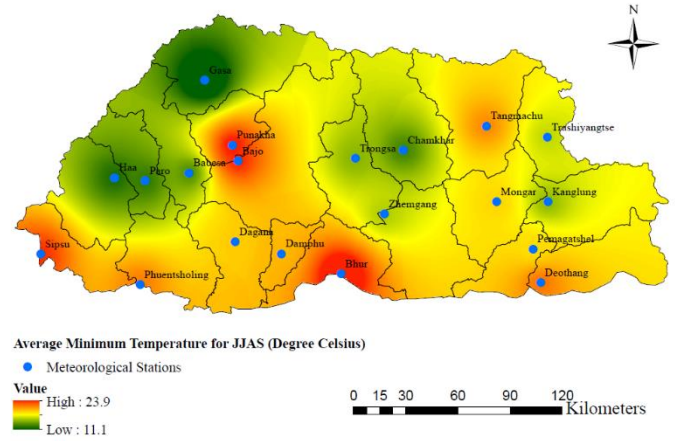 N
Gasa
Punakha
Bajo
Tangmachu
Trashiyangtse
Trongsa
Chamkhar
Haa
Paro
Babesa
Zhemgang
Mongar
Kanglung
Sipsu
Dagana
Damphu
Pemagatshel
Phuentsholing
Bhur
Deothang
Average Minimum Temperature for JJAS (Degree Celsius)
Meteorological Stations
Value
High : 23.9
Low : 11.1
0 15 30 60 90 120
Kilometers